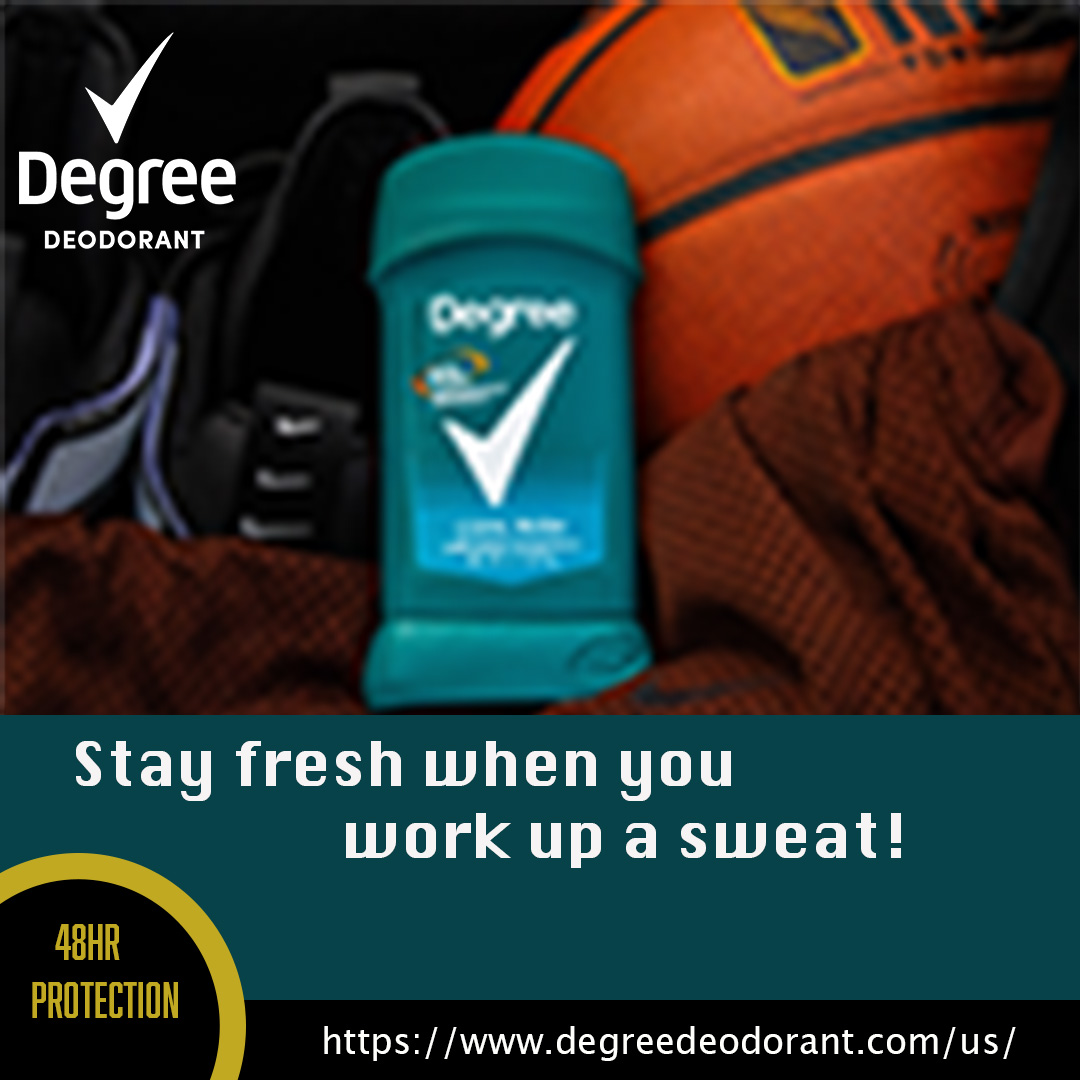 Degree
DEODORANT
Degree
Stay fresh when you
work up a sweat!
48HR
PROTECTION
https://www.degreedeodorant.com/us/